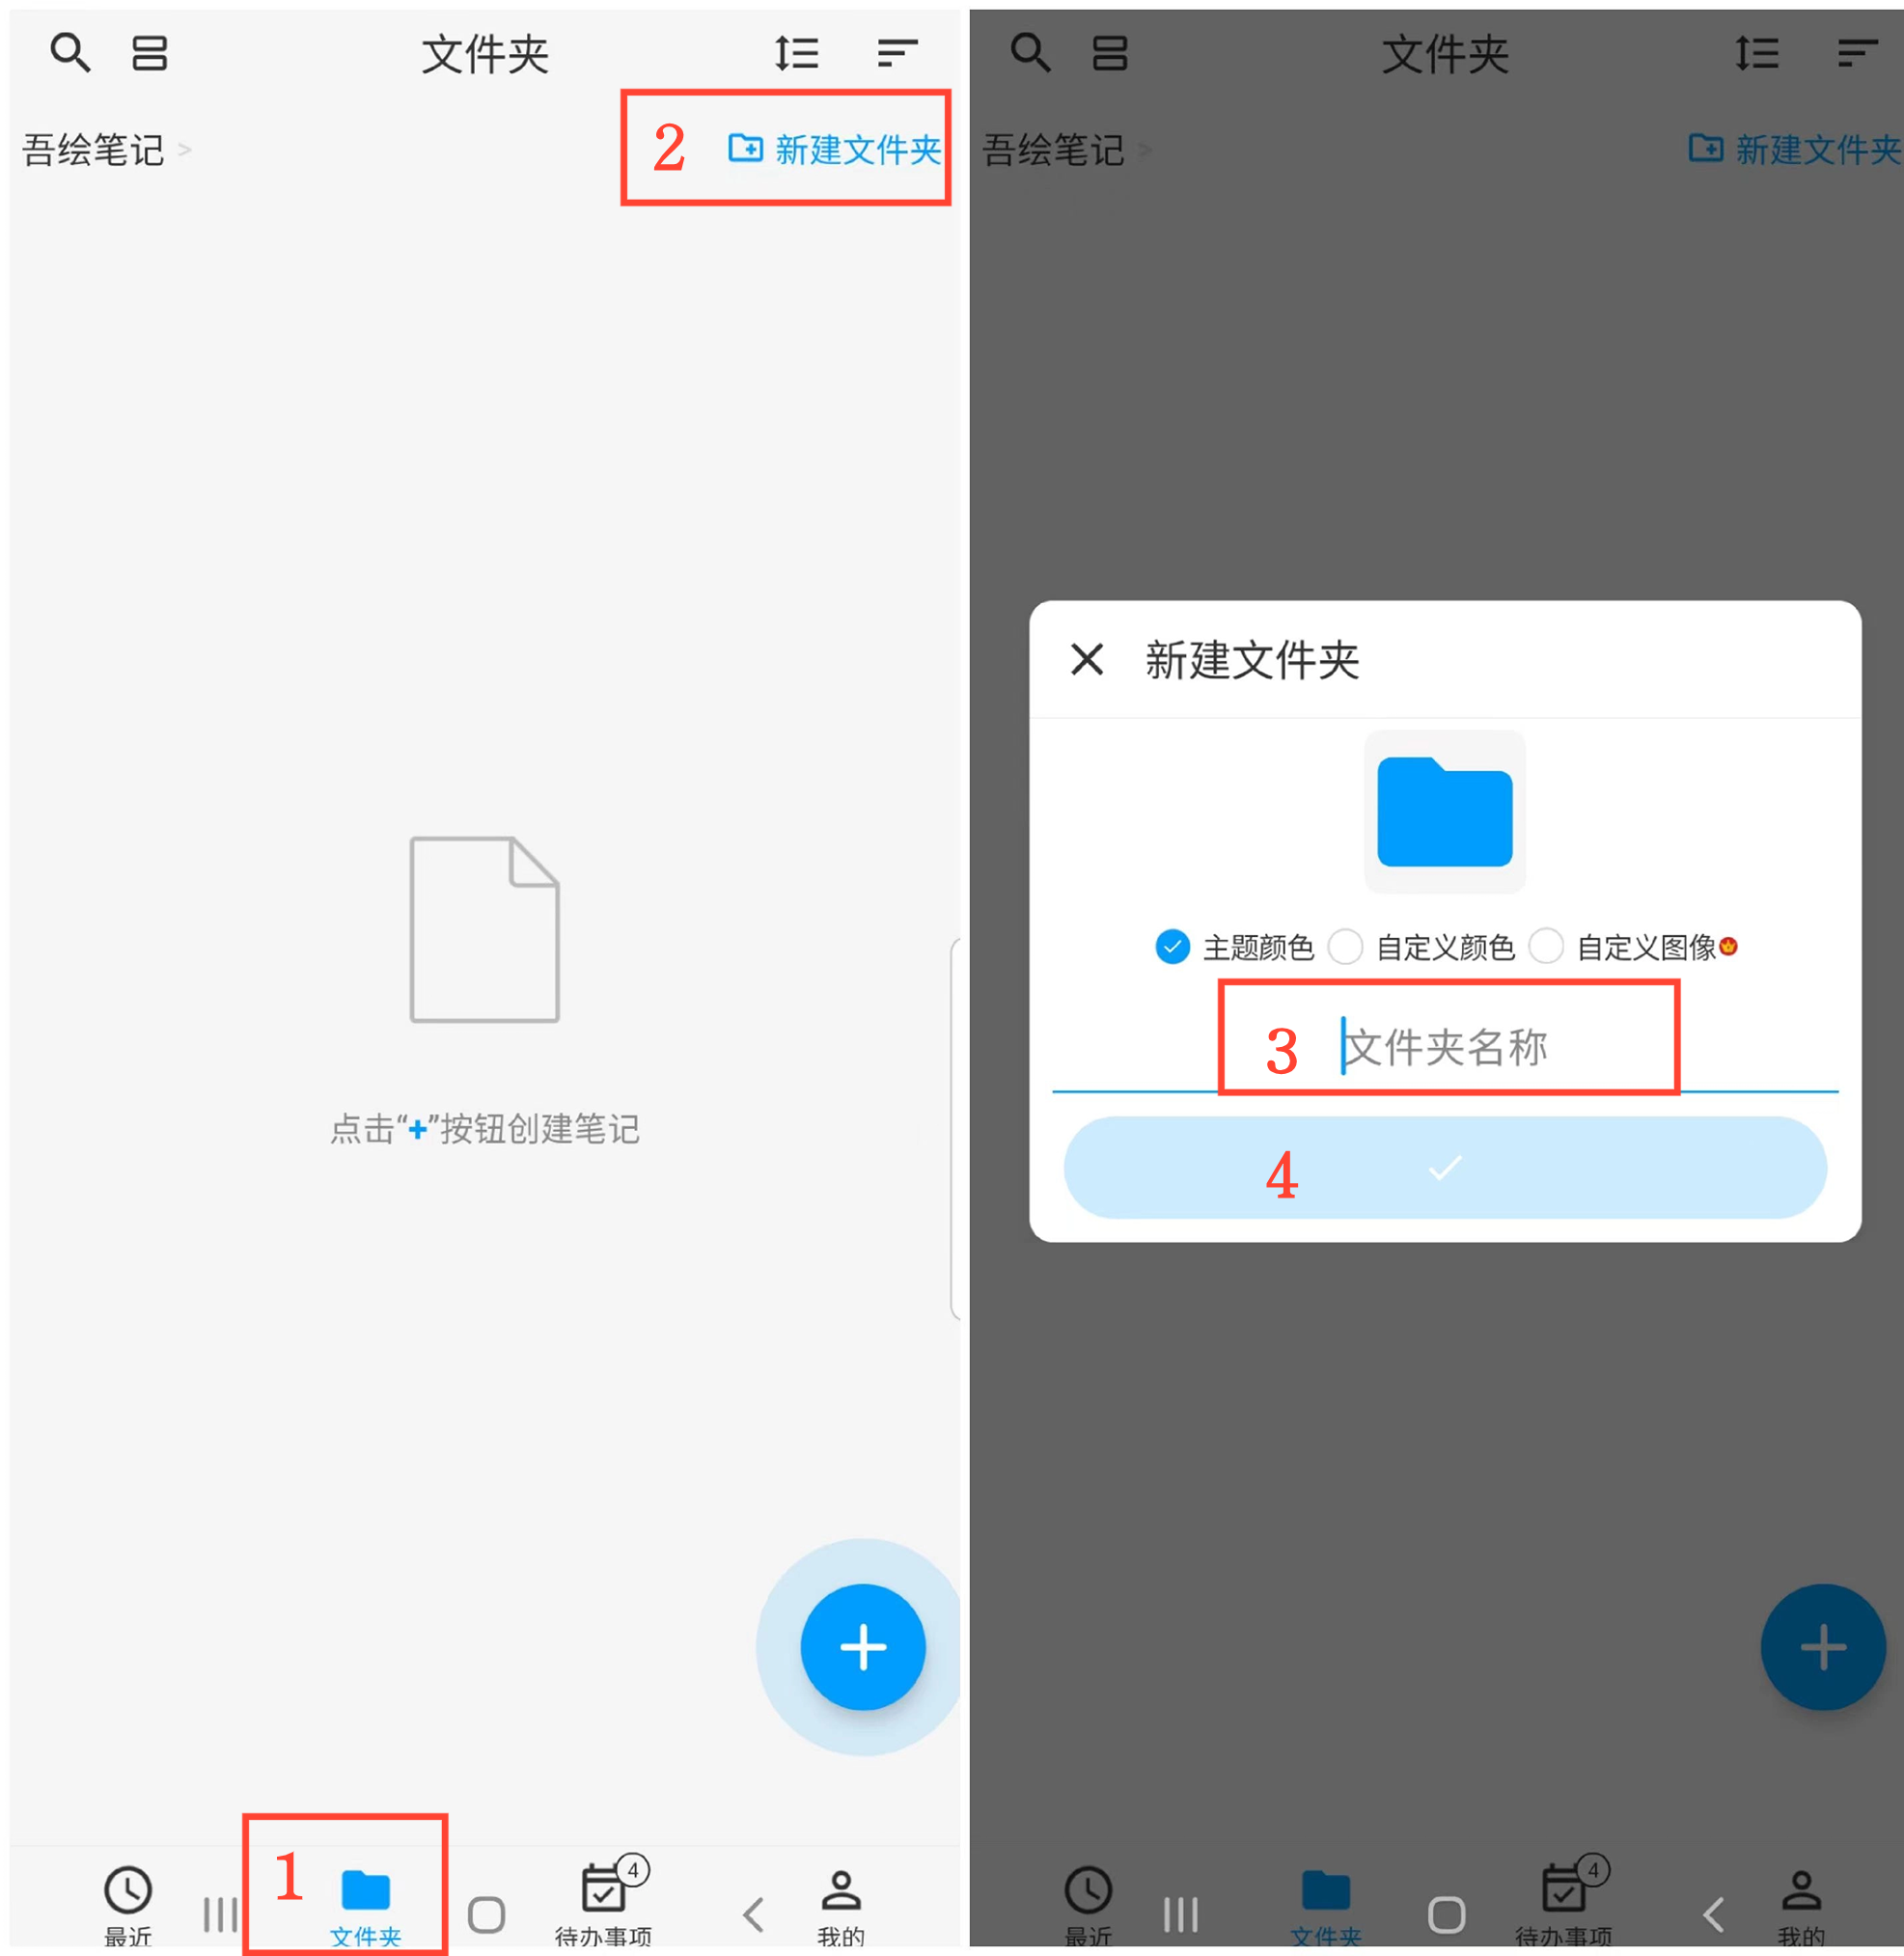 文件夹
吾绘笔记 >
2 新建文件夹
点击“+”按钮创建笔记
1
最近
文件夹
4
待办事项
我的
文件夹
吾绘笔记 >
新建文件夹
新建文件夹
主题颜色 自定义颜色 自定义图像
3 文件夹名称
4
最近
文件夹
4
待办事项
我的